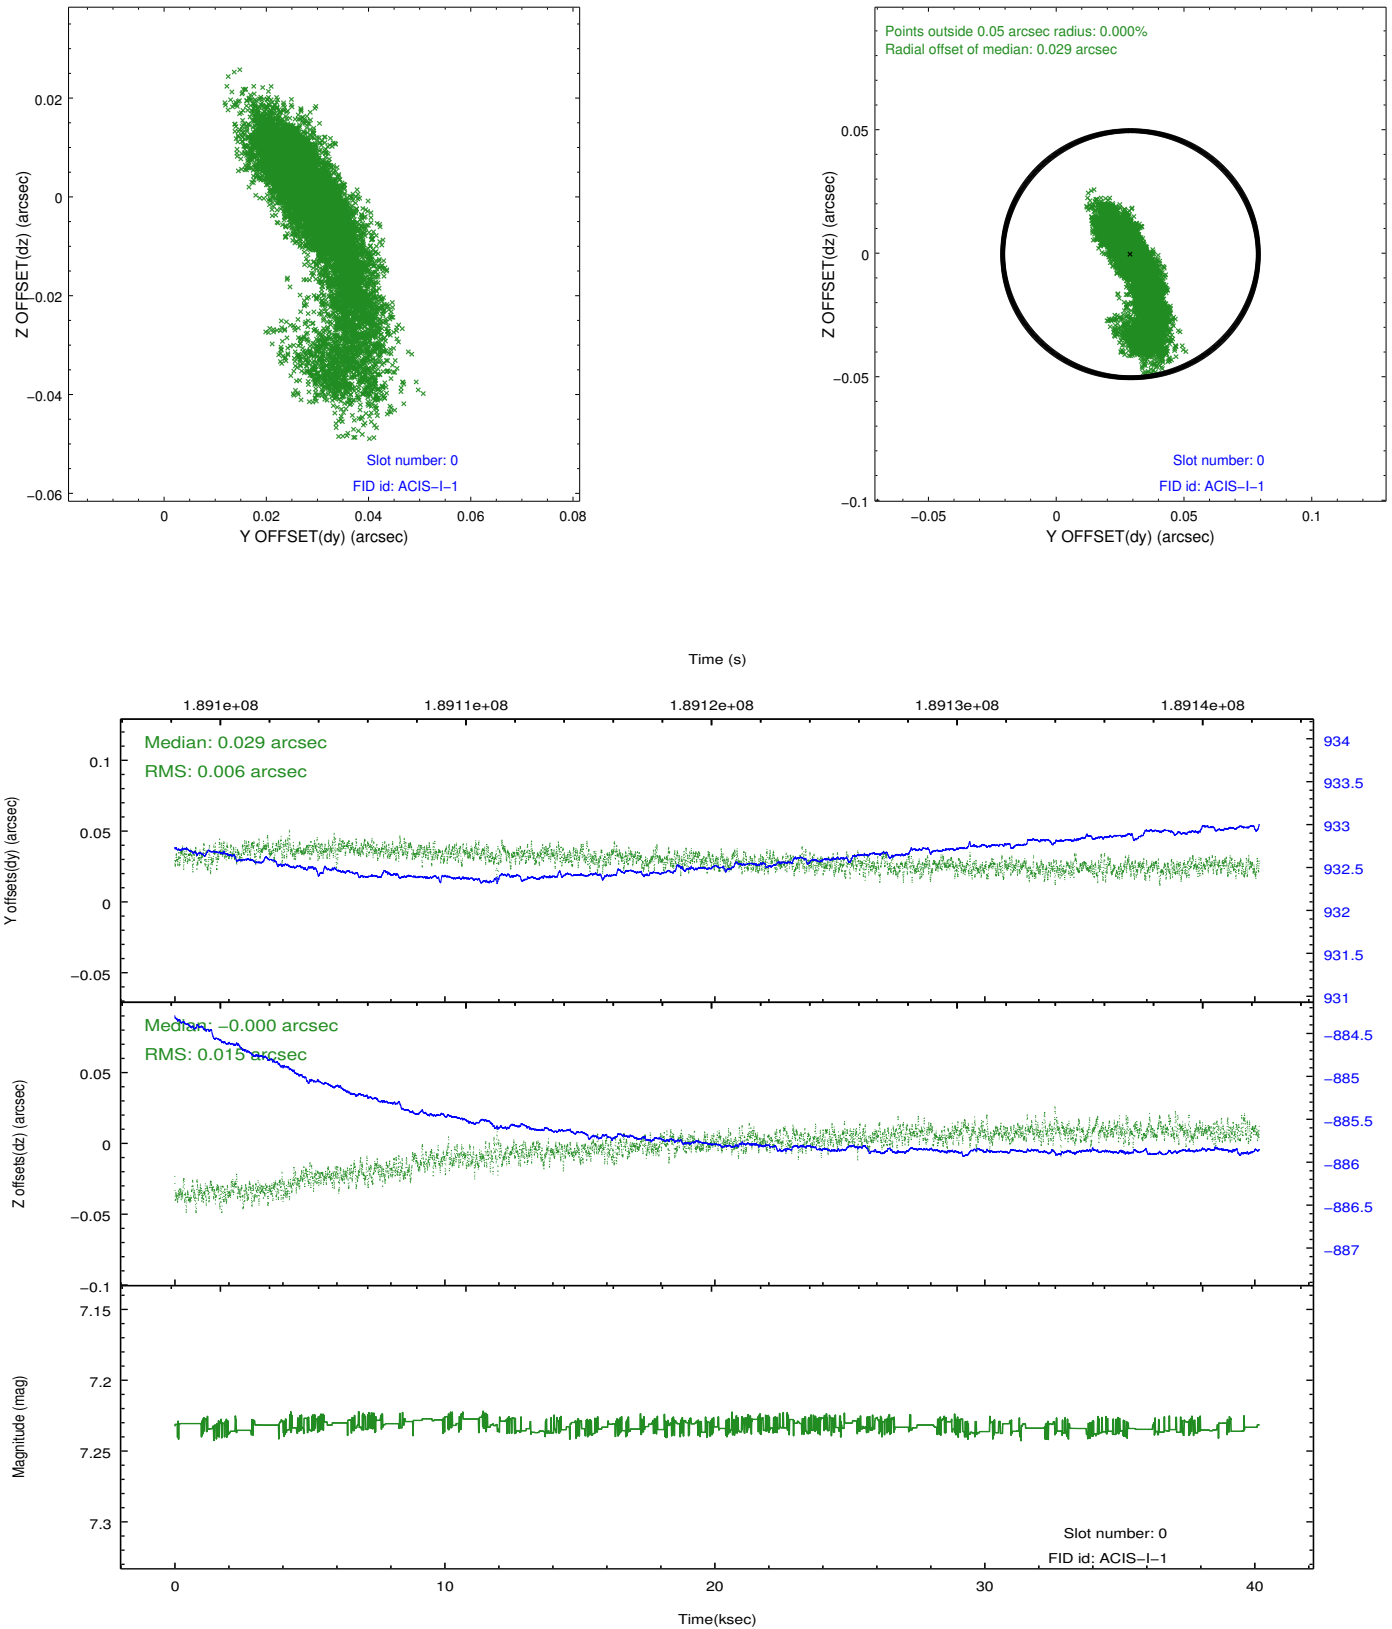 0.02
0
−0.02
−0.04
−0.06
Z OFFSET(dz) (arcsec)
Slot number: 0
FID id: ACIS−I−1
0 0.02 0.04 0.06 0.08
Y OFFSET(dy) (arcsec)
Points outside 0.05 arcsec radius: 0.000%
Radial offset of median: 0.029 arcsec
0.05
0
−0.05
−0.1
Z OFFSET(dz) (arcsec)
Slot number: 0
FID id: ACIS−I−1
−0.05 0 0.05 0.1
Y OFFSET(dy) (arcsec)
Time (s)
1.891e+08 1.8911e+08 1.8912e+08 1.8913e+08 1.8914e+08
Median: 0.029 arcsec
RMS: 0.006 arcsec
0.1
0.05
0
−0.05
Y offsets(dy) (arcsec)
934
933.5
933
932.5
932
931.5
931
Median: −0.000 arcsec
RMS: 0.015 arcsec
0.05
0
−0.05
−0.1
Z offsets(dz) (arcsec)
−884.5
−885
−885.5
−886
−886.5
−887
7.15
7.2
7.25
7.3
Magnitude (mag)
Slot number: 0
FID id: ACIS−I−1
0 10 20 30 40
Time(ksec)